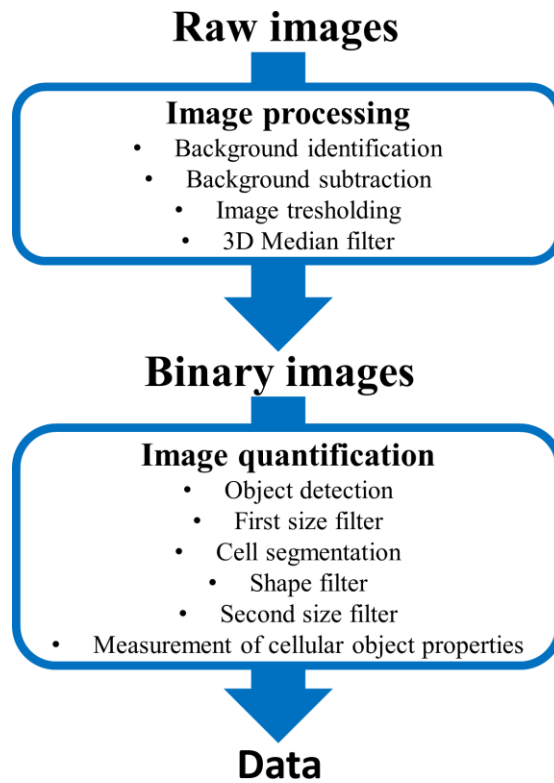 Raw images
Image processing
• Background identification
• Background subtraction
• Image tresholding
• 3D Median filter
Binary images
Image quantification
• Object detection
• First size filter
• Cell segmentation
• Shape filter
• Second size filter
• Measurement of cellular object properties
Data